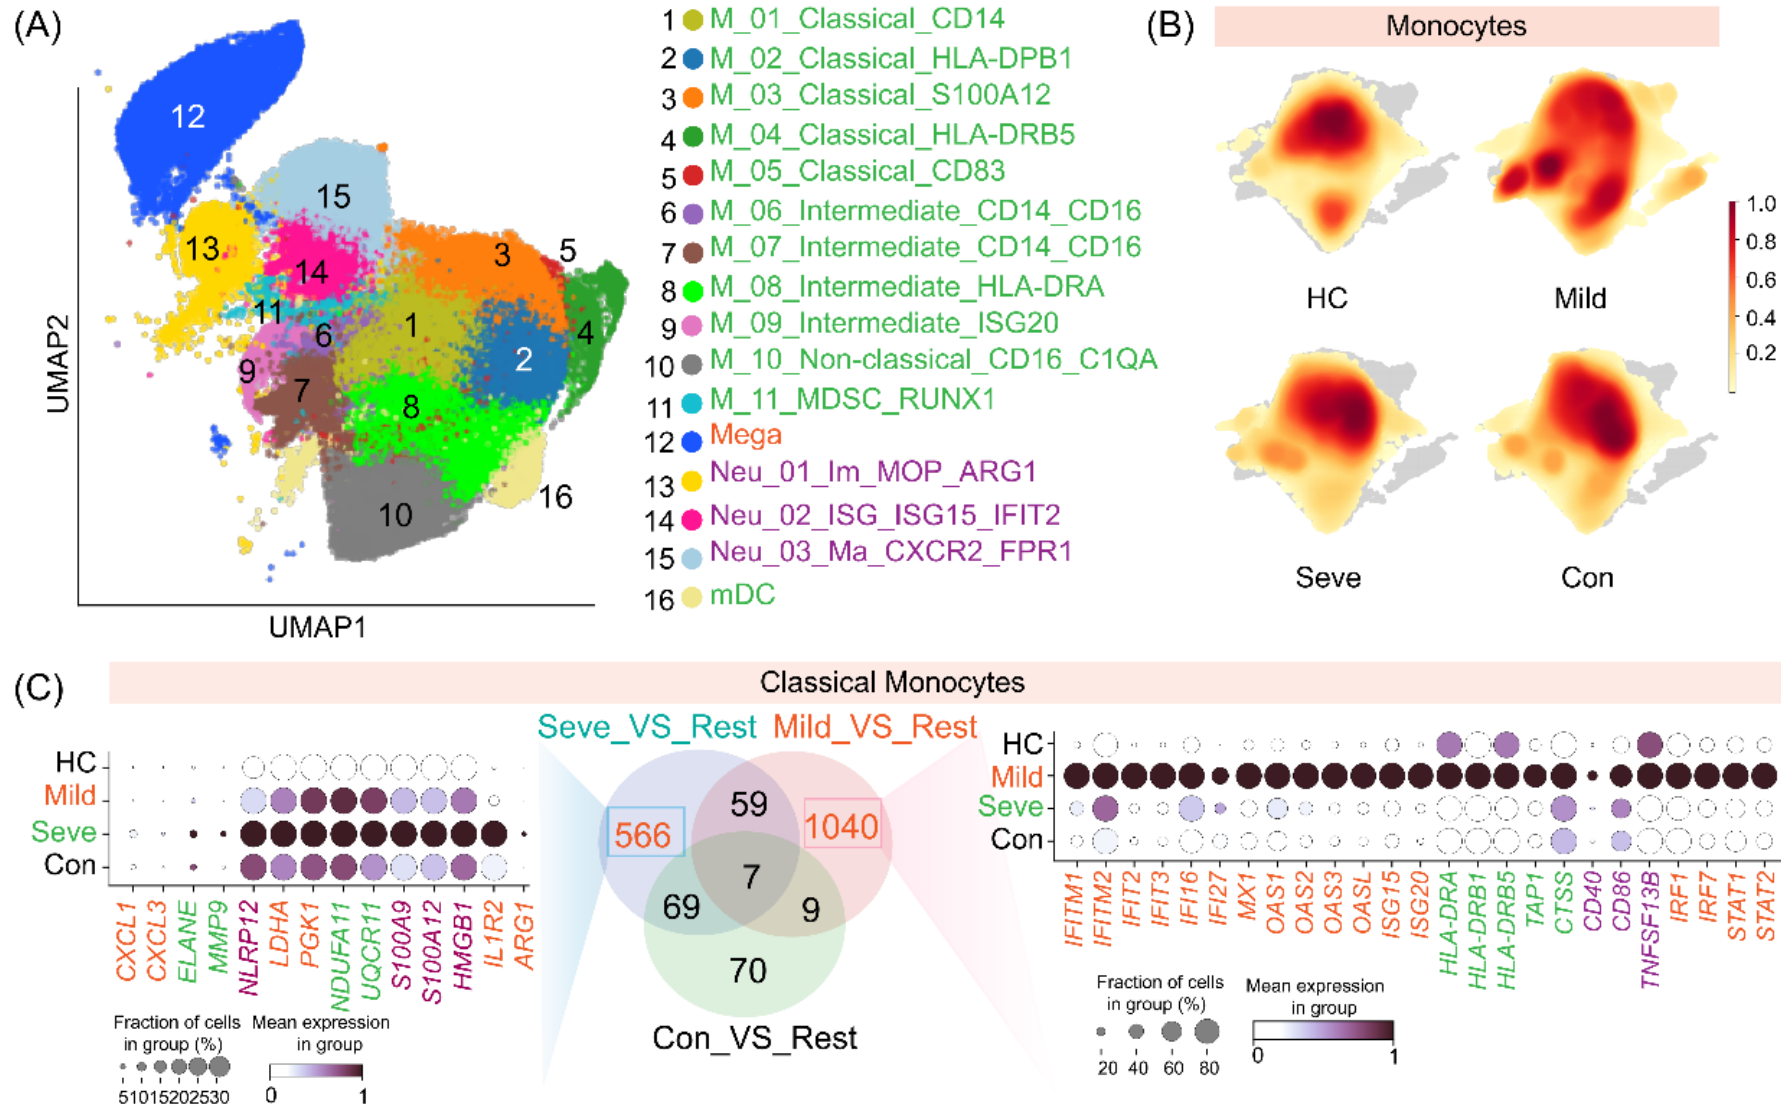 (A)
12
15
13
14
3
5
11
6
1
4
9
7
2
8
10
16
UMAP2
UMAP1
1 M_01_Classical_CD14
2 M_02_Classical_HLA-DPB1
3 M_03_Classical_S100A12
4 M_04_Classical_HLA-DRB5
5 M_05_Classical_CD83
6 M_06_Intermediate_CD14_CD16
7 M_07_Intermediate_CD14_CD16
8 M_08_Intermediate_HLA-DRA
9 M_09_Intermediate_ISG20
10 M_10_Non-classical_CD16_C1QA
11 M_11_MDSC_RUNX1
12 Mega
13 Neu_01_Im_MOP_ARG1
14 Neu_02_ISG_ISG15_IFIT2
15 Neu_03_Ma_CXCR2_FPR1
16 mDC
(B)
Monocytes
HC
Mild
Seve
Con
1.0
0.8
0.6
0.4
0.2
(C)
Classical Monocytes
HC
Mild
Seve
Con
CXCL1
CXCL3
ELANE
MMP9
NLRP12
LDHA
PGK1
NDUFA11
UQCR11
S100A9
S100A12
HMGB1
IL1R2
ARG1
Fraction of cells
in group (%)
51015202530
Mean expression
in group
0 1
Seve_VS_Rest
Mild_VS_Rest
59
566
1040
7
69
9
70
Con_VS_Rest
HC
Mild
Seve
Con
IFITM1
IFITM2
IFIT2
IFIT3
IFI16
IFI27
MX1
OAS1
OAS2
OAS3
OASL
ISG15
ISG20
HLA-DRA
HLA-DRB1
HLA-DRB5
TAP1
CTSS
CD40
CD86
TNFSF13B
IRF1
IRF7
STAT1
STAT2
Fraction of cells
in group (%)
20 40 60 80
Mean expression
in group
0 1